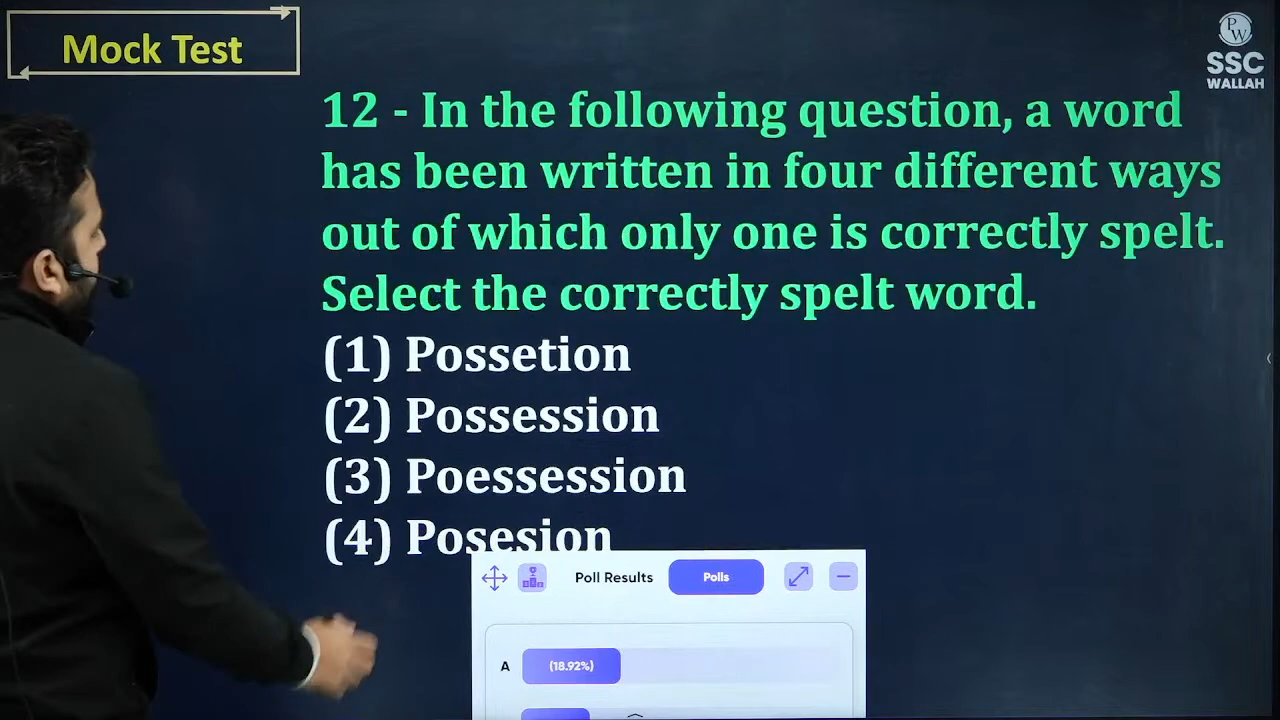 Mock Test
PW
SSC
WALLAH
12 - In the following question, a word
has been written in four different ways
out of which only one is correctly spelt.
Select the correctly spelt word.
(1) Possetion
(2) Possession
(3) Poessession
(4) Posesion
Poll Results Polls
A (18.92%)